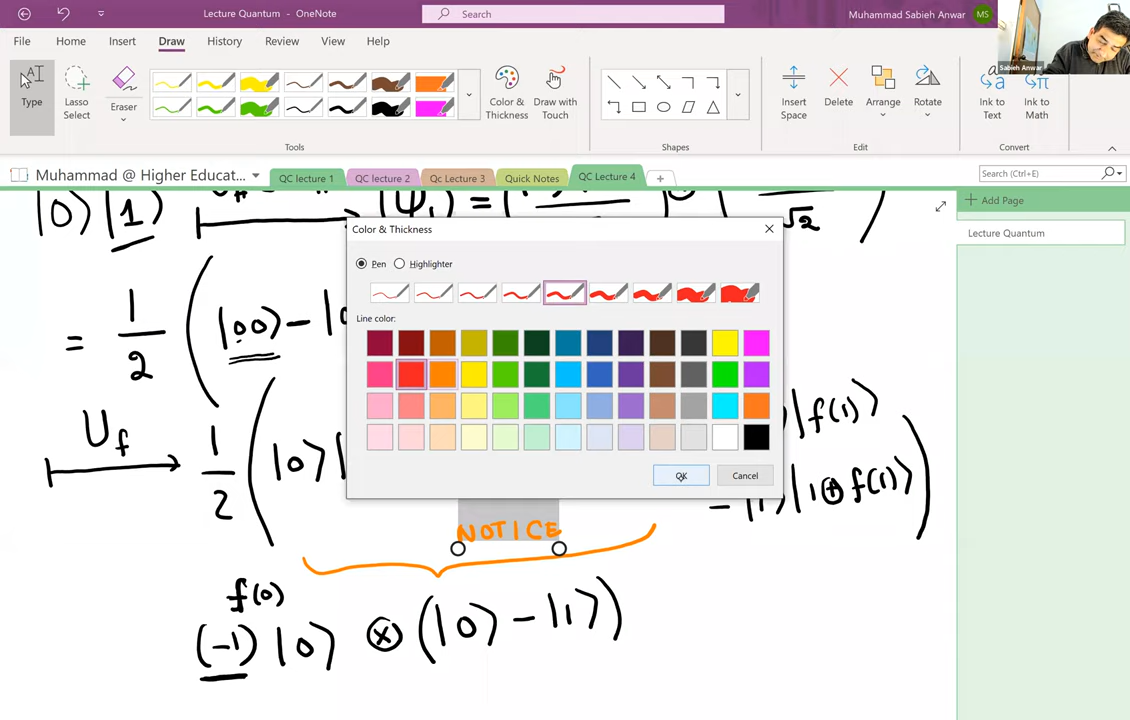 Lecture Quantum - OneNote
Search
Muhammad Sabieh Anwar
MS
File Home Insert Draw History Review View Help
Sabieh Anwar
Type
Lasso Select
Eraser
Color & Thickness
Draw with Touch
Insert Space
Delete
Arrange
Rotate
Ink to Text
Ink to Math
Tools
Shapes
Edit
Convert
Muhammad @ Higher Educat...
QC lecture 1
QC lecture 2
Qc Lecture 3
Quick Notes
QC Lecture 4
Search (Ctrl+E)
Add Page
Lecture Quantum
|0⟩|1⟩ |ψ₁⟩ = √2
Color & Thickness
Pen
Highlighter
Line color:
OK
Cancel
= 1/2 (|00⟩ - |0
|f(1)⟩
U_f 1/2 (|0⟩|
- |1⟩|1⊕f(1)⟩)
NOTICE
f(0)
(-1) |0⟩ ⊗ (|0⟩ - |1⟩)